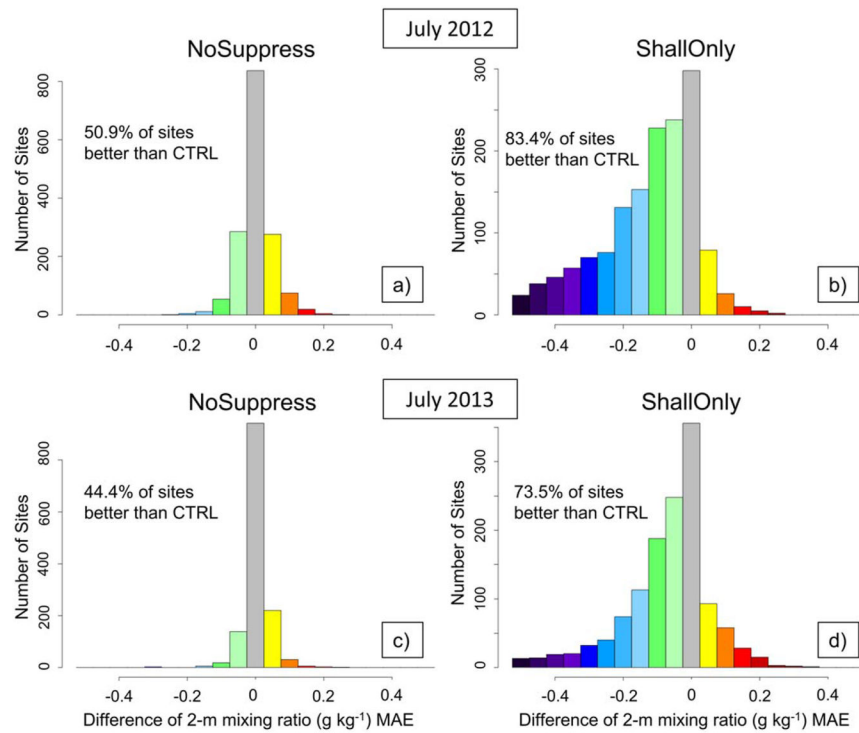 July 2012
NoSuppress
ShallOnly
50.9% of sites
better than CTRL
83.4% of sites
better than CTRL
Number of Sites
0 200 400 600 800
-0.4 -0.2 0 0.2 0.4
a)
Number of Sites
0 50 100 200 300
-0.4 -0.2 0 0.2 0.4
b)
July 2013
NoSuppress
ShallOnly
44.4% of sites
better than CTRL
73.5% of sites
better than CTRL
Number of Sites
0 200 400 600 800
-0.4 -0.2 0 0.2 0.4
c)
Difference of 2-m mixing ratio (g kg⁻¹) MAE
Number of Sites
0 100 200 300
-0.4 -0.2 0 0.2 0.4
d)
Difference of 2-m mixing ratio (g kg⁻¹) MAE